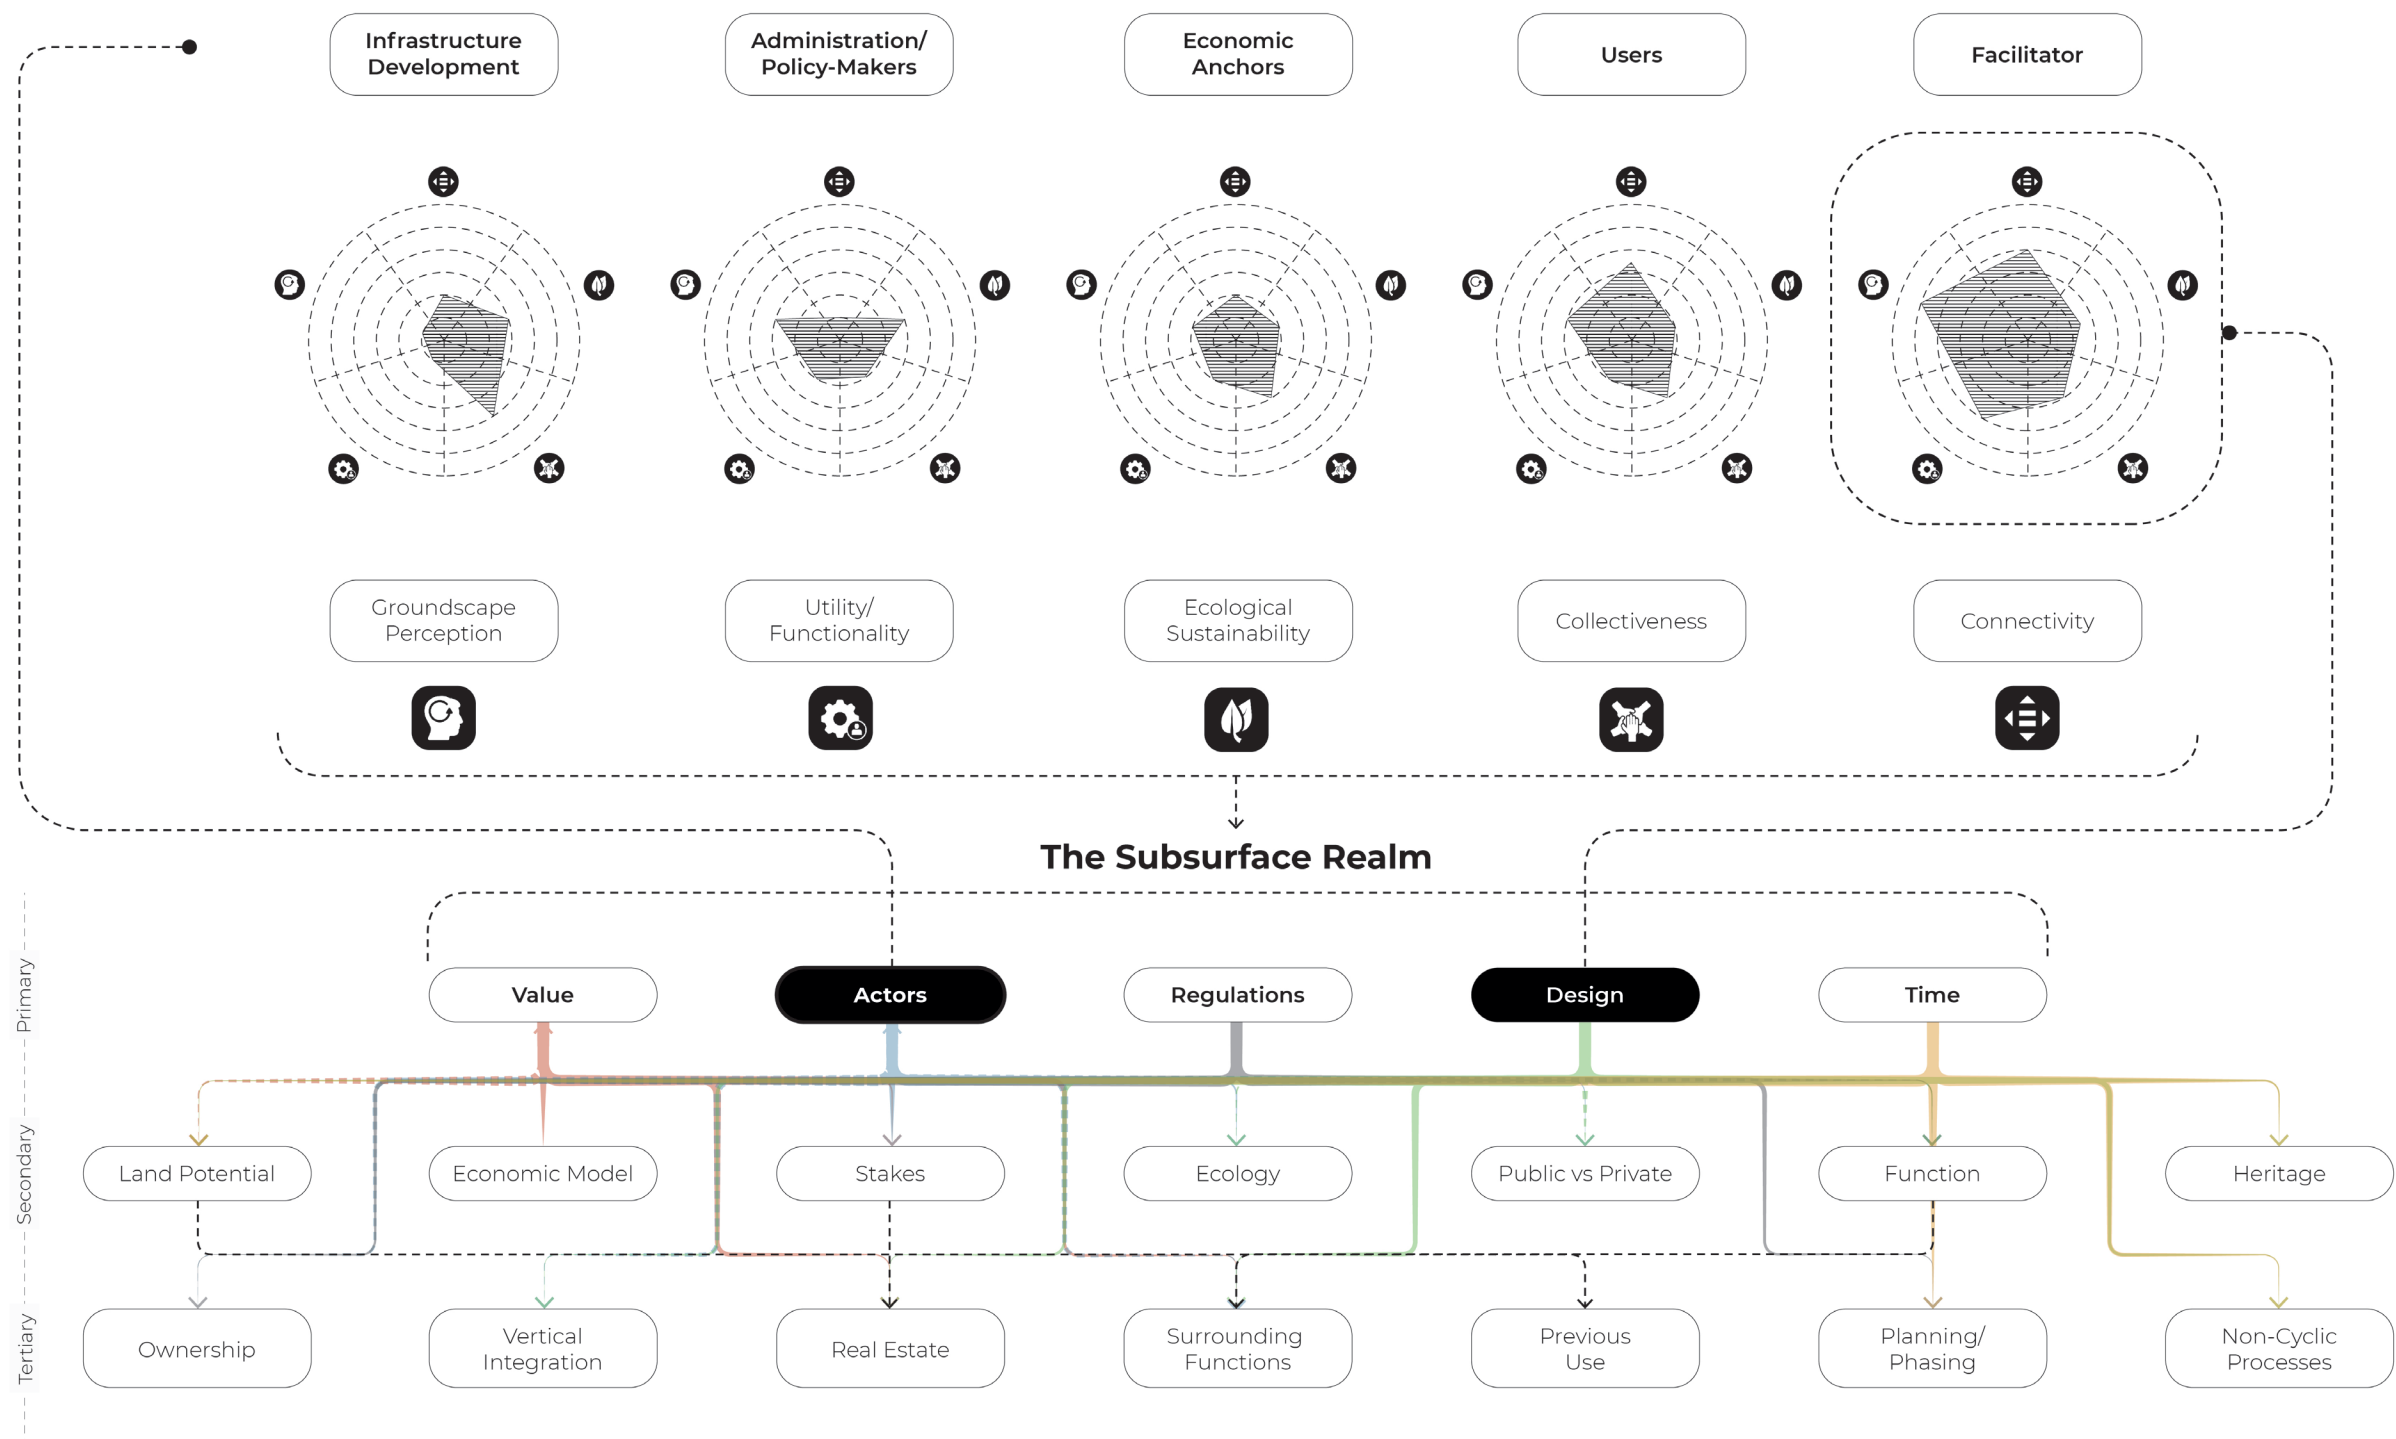 Infrastructure
Development
Administration/
Policy-Makers
Economic
Anchors
Users
Facilitator
Groundscape
Perception
Utility/
Functionality
Ecological
Sustainability
Collectiveness
Connectivity
The Subsurface Realm
Primary
Value
Actors
Regulations
Design
Time
Secondary
Land Potential
Economic Model
Stakes
Ecology
Public vs Private
Function
Heritage
Tertiary
Ownership
Vertical
Integration
Real Estate
Surrounding
Functions
Previous
Use
Planning/
Phasing
Non-Cyclic
Processes